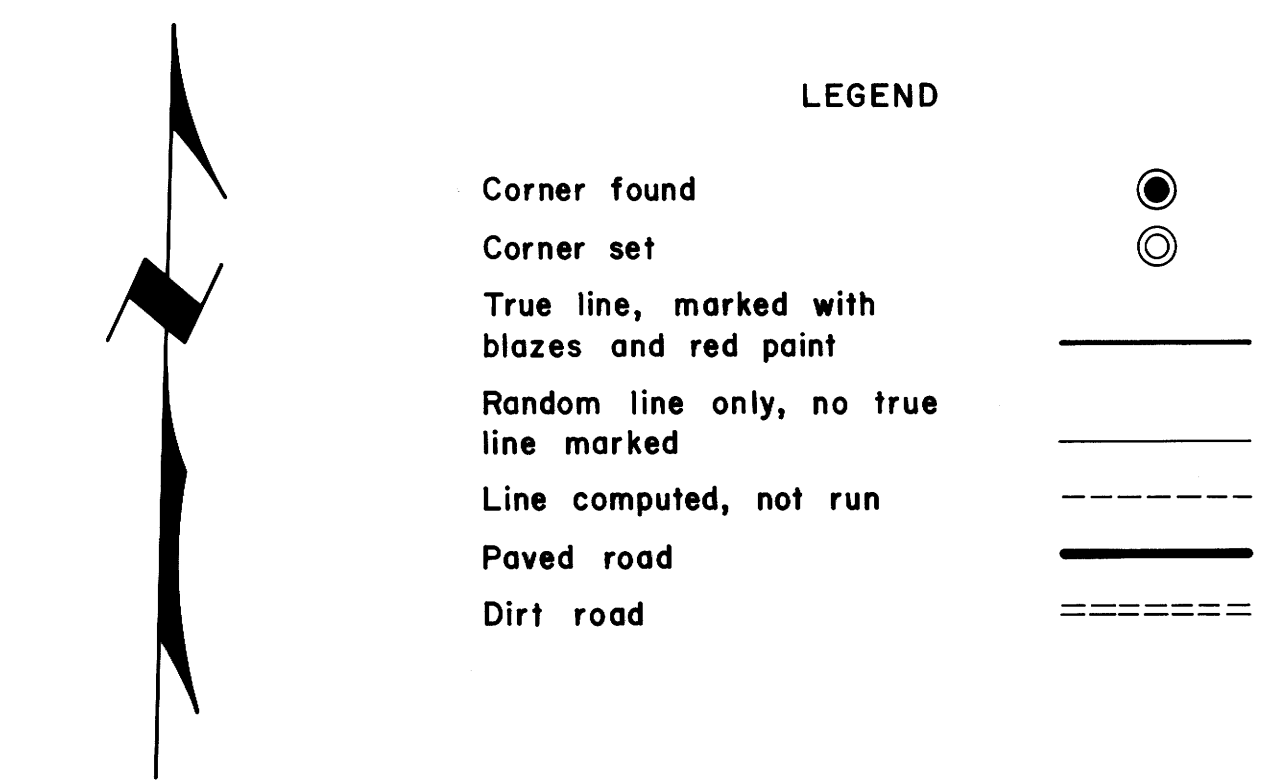 LEGEND
Corner found
Corner set
True line, marked with
blazes and red paint
Random line only, no true
line marked
Line computed, not run
Paved road
Dirt road